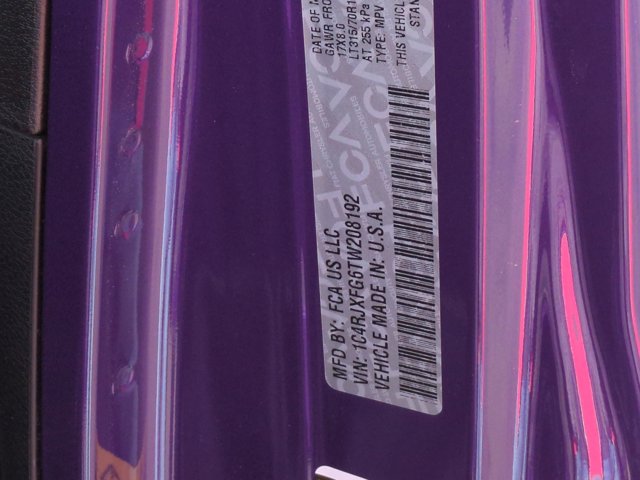 MFD BY: FCA US LLC
VIN: 1C4RJXFG6TW208192
VEHICLE MADE IN: U.S.A.
DATE OF
GAWR FRO
17X8.0
LT315/70R1
AT 255 kPa
TYPE: MPV
THIS VEHICLE
STAN